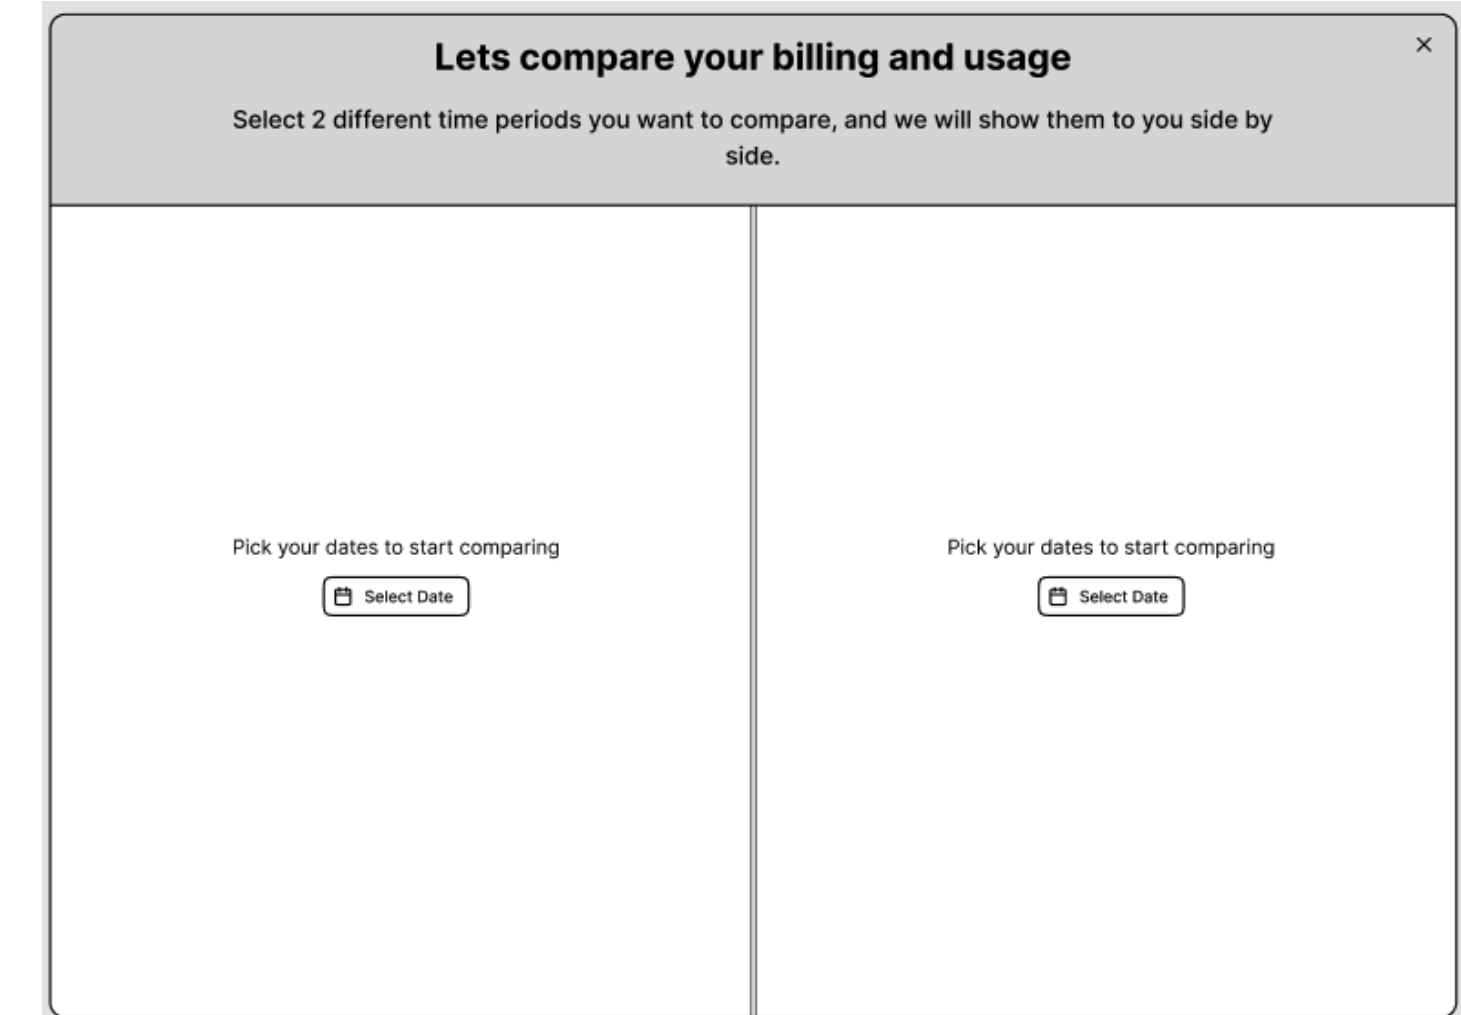 Lets compare your billing and usage
Select 2 different time periods you want to compare, and we will show them to you side by
side.
Pick your dates to start comparing
Select Date
Pick your dates to start comparing
Select Date